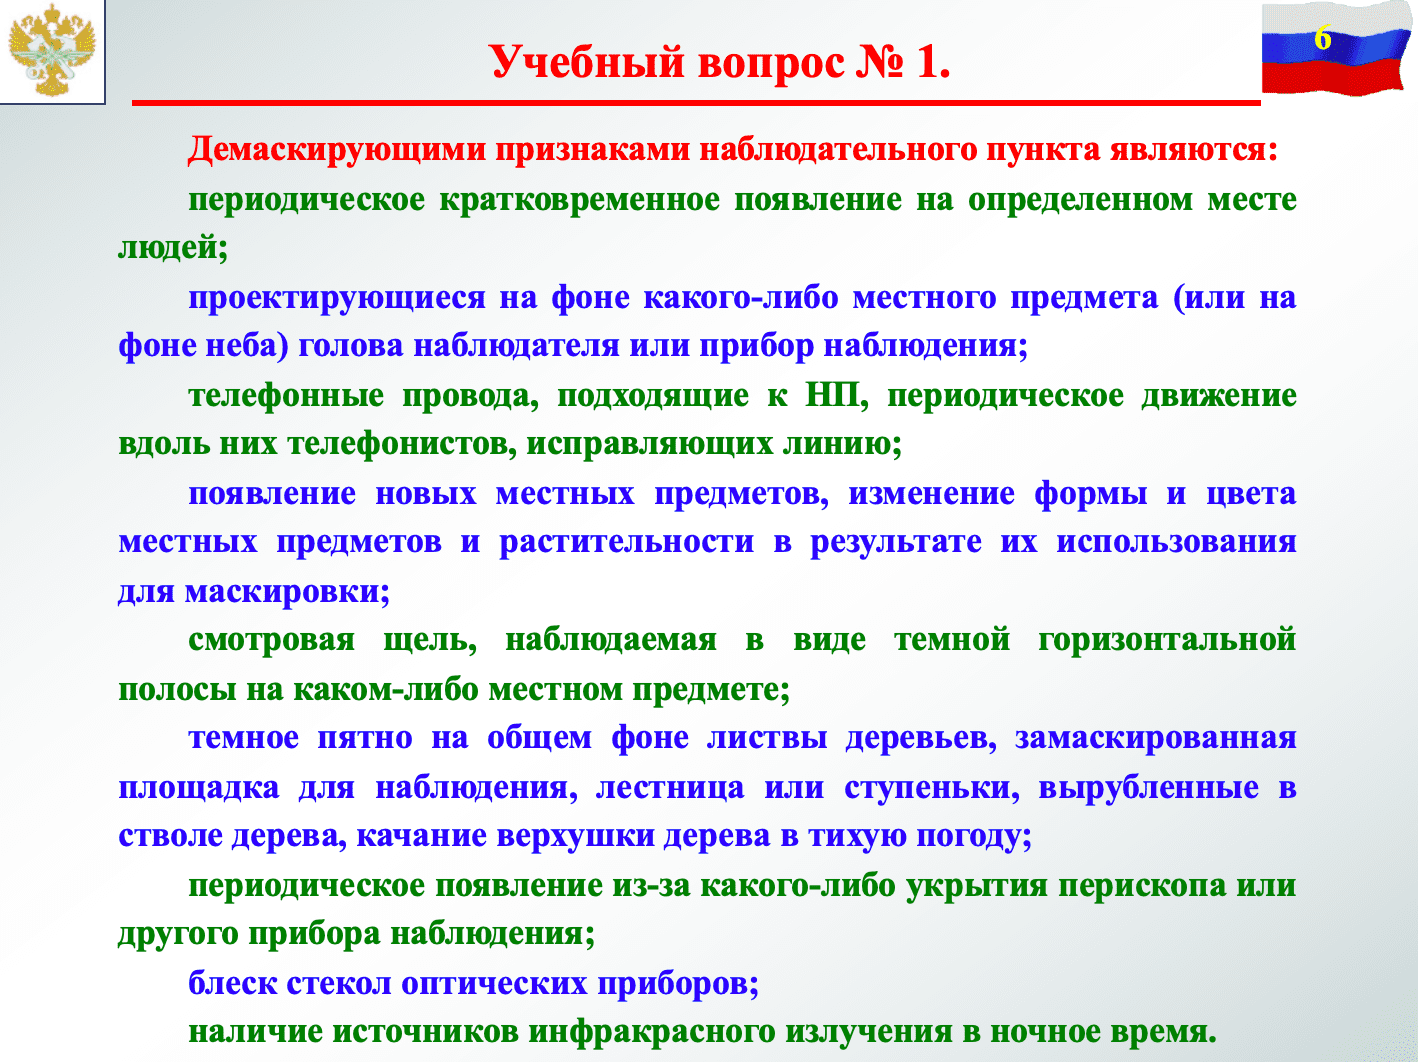 6
Учебный вопрос № 1.
Демаскирующими признаками наблюдательного пункта являются:
периодическое кратковременное появление на определенном месте
людей;
проектирующиеся на фоне какого-либо местного предмета (или на
фоне неба) голова наблюдателя или прибор наблюдения;
телефонные провода, подходящие к НП, периодическое движение
вдоль них телефонистов, исправляющих линию;
появление новых местных предметов, изменение формы и цвета
местных предметов и растительности в результате их использования
для маскировки;
смотровая щель, наблюдаемая в виде темной горизонтальной
полосы на каком-либо местном предмете;
темное пятно на общем фоне листвы деревьев, замаскированная
площадка для наблюдения, лестница или ступеньки, вырубленные в
стволе дерева, качание верхушки дерева в тихую погоду;
периодическое появление из-за какого-либо укрытия перископа или
другого прибора наблюдения;
блеск стекол оптических приборов;
наличие источников инфракрасного излучения в ночное время.